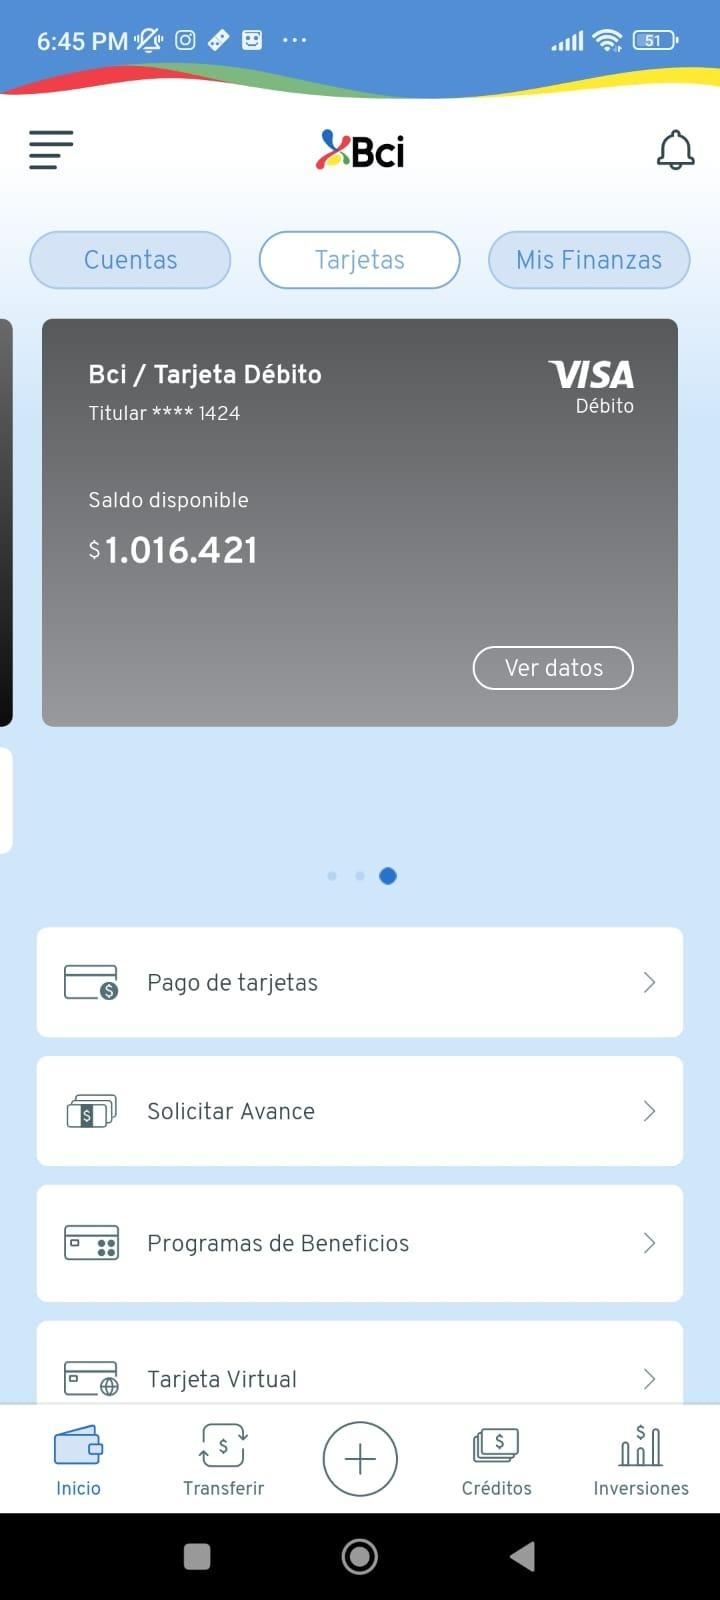 6:45 PM
51
Bci
Cuentas
Tarjetas
Mis Finanzas
Bci / Tarjeta Débito
VISA
Titular **** 1424
Débito
Saldo disponible
$1.016.421
Ver datos
Pago de tarjetas
Solicitar Avance
Programas de Beneficios
Tarjeta Virtual
Inicio
Transferir
Créditos
Inversiones